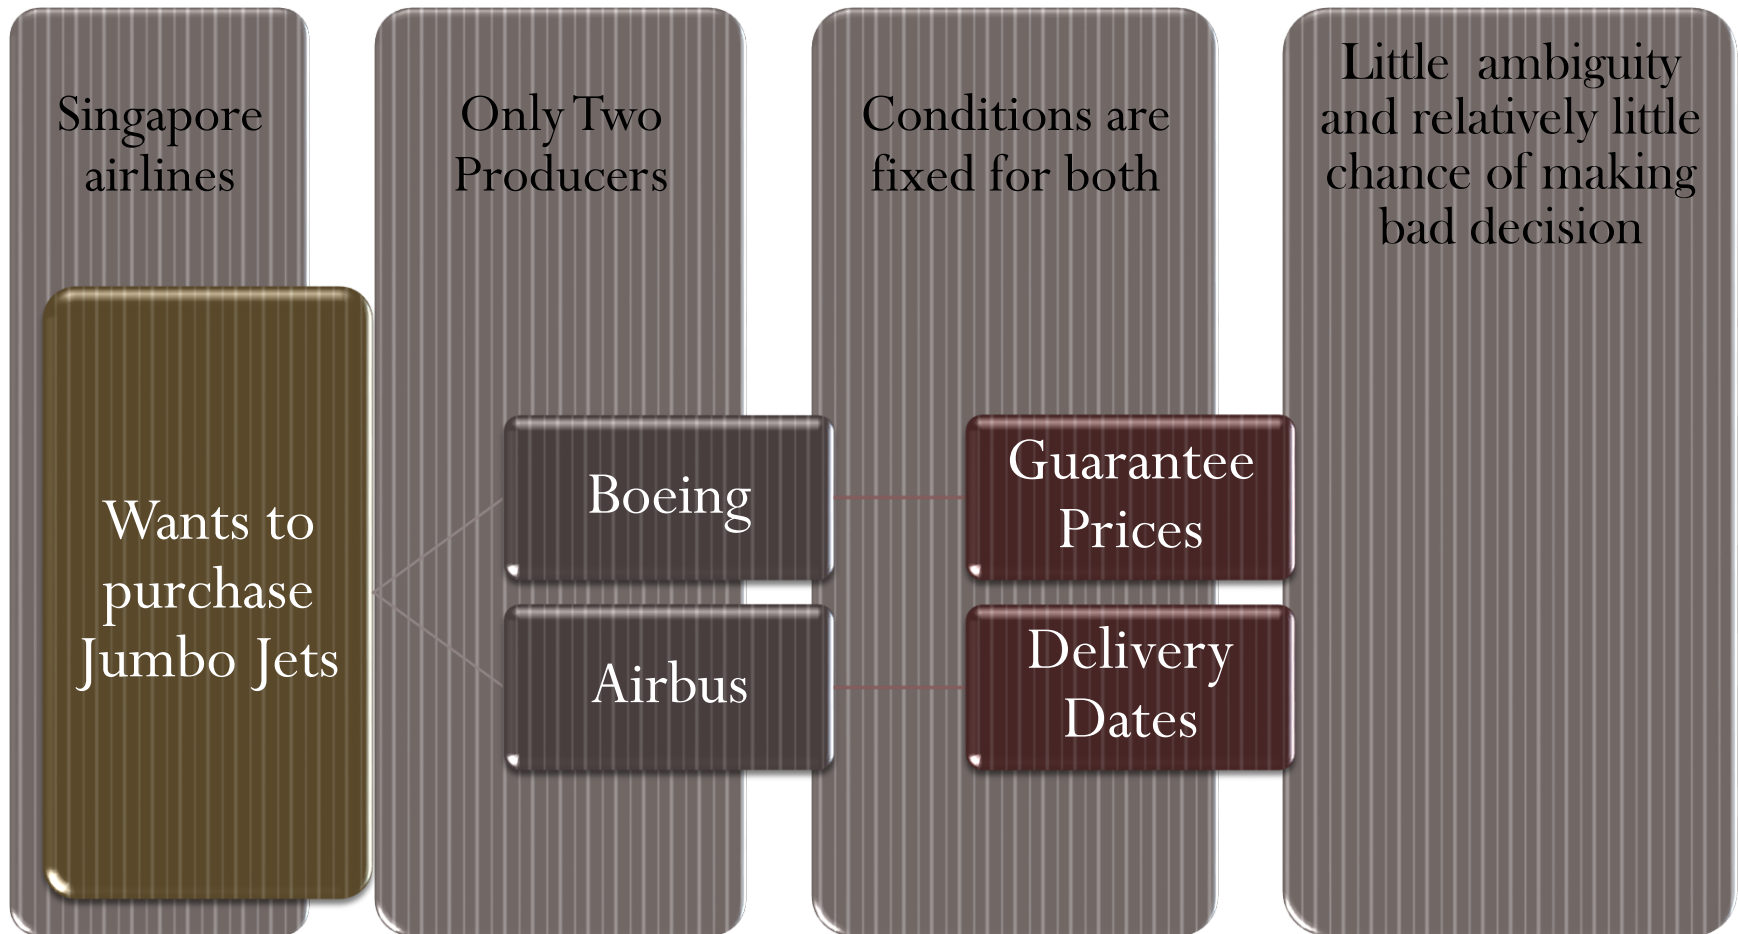 Singapore
airlines
Wants to
purchase
Jumbo Jets
Only Two
Producers
Boeing
Airbus
Conditions are
fixed for both
Guarantee
Prices
Delivery
Dates
Little ambiguity
and relatively little
chance of making
bad decision